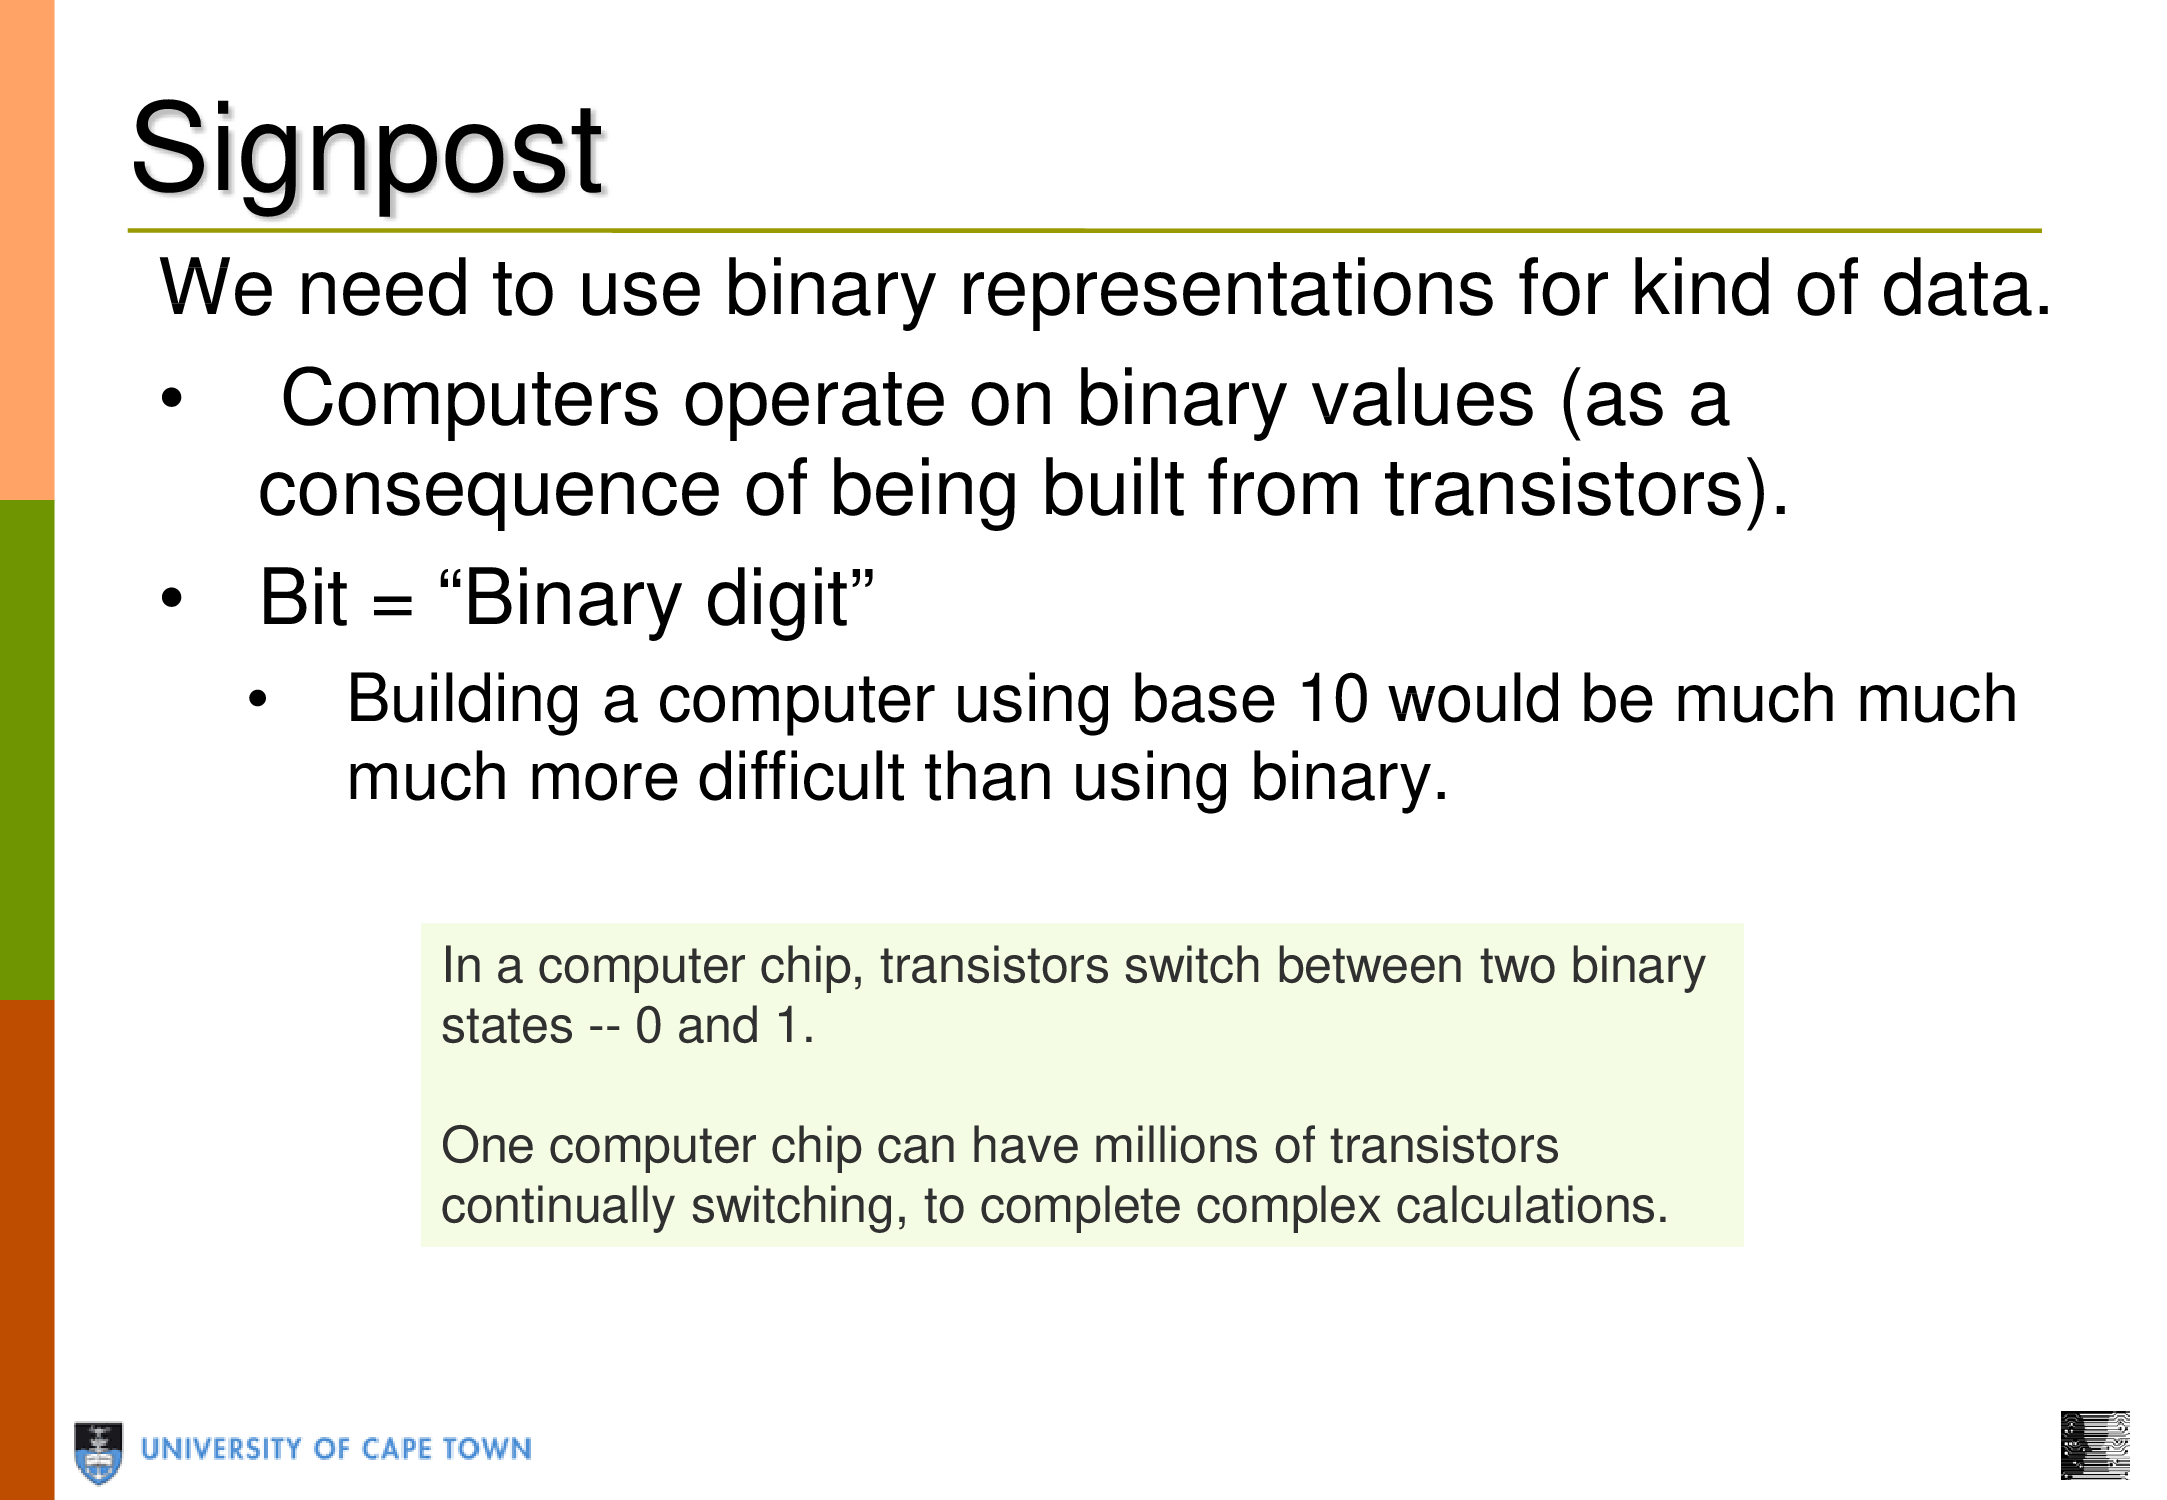 Signpost
We need to use binary representations for kind of data.
• Computers operate on binary values (as a
consequence of being built from transistors).
• Bit = “Binary digit”
• Building a computer using base 10 would be much much
much more difficult than using binary.
In a computer chip, transistors switch between two binary
states -- 0 and 1.
One computer chip can have millions of transistors
continually switching, to complete complex calculations.
UNIVERSITY OF CAPE TOWN